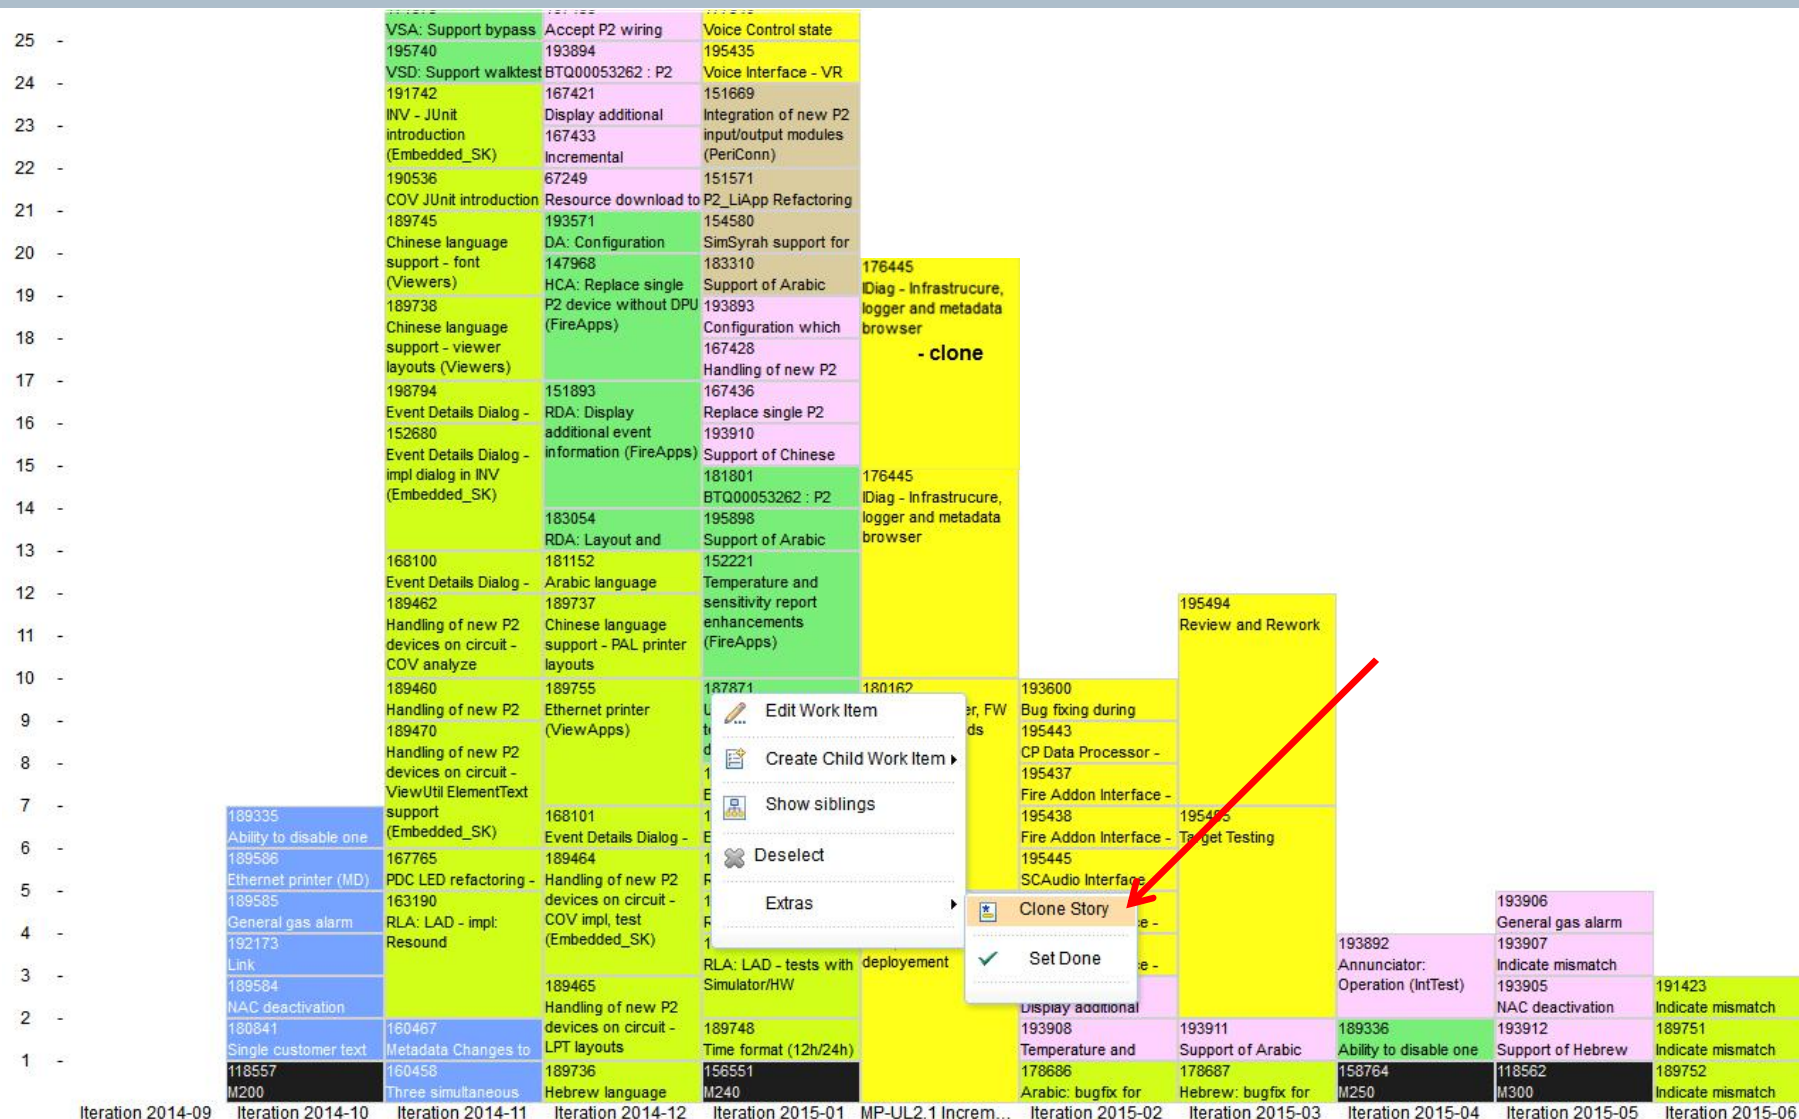 25 -
24 -
23 -
22 -
21 -
20 -
19 -
18 -
17 -
16 -
15 -
14 -
13 -
12 -
11 -
10 -
9 -
8 -
7 -
6 -
5 -
4 -
3 -
2 -
1 -
Iteration 2014-09
189335
Ability to disable one
189586
Ethernet printer (MD)
189585
General gas alarm
192173
Link
189584
NAC deactivation
180841
Single customer text
118557
M200
Iteration 2014-10
VSA: Support bypass
195740
VSD: Support walktest
191742
INV - JUnit
introduction
(Embedded_SK)
190536
COV JUnit introduction
189745
Chinese language
support - font
(Viewers)
189738
Chinese language
support - viewer
layouts (Viewers)
198794
Event Details Dialog -
152680
Event Details Dialog -
impl dialog in INV
(Embedded_SK)
168100
Event Details Dialog -
189462
Handling of new P2
devices on circuit -
COV analyze
189460
Handling of new P2
189470
Handling of new P2
devices on circuit -
ViewUtil ElementText
support
(Embedded_SK)
167765
PDC LED refactoring -
163190
RLA: LAD - impl:
Resound
160467
Metadata Changes to
160458
Three simultaneous
Iteration 2014-11
Accept P2 wiring
193894
BTQ00053262 : P2
167421
Display additional
167433
Incremental
67249
Resource download to
193571
DA: Configuration
147968
HCA: Replace single
P2 device without DPU
(FireApps)
151893
RDA: Display
additional event
information (FireApps)
183054
RDA: Layout and
181152
Arabic language
189737
Chinese language
support - PAL printer
layouts
189755
Ethernet printer
(ViewApps)
168101
Event Details Dialog -
189464
Handling of new P2
devices on circuit -
COV impl, test
(Embedded_SK)
189465
Handling of new P2
devices on circuit -
LPT layouts
189736
Hebrew language
Iteration 2014-12
Voice Control state
195435
Voice Interface - VR
151669
Integration of new P2
input/output modules
(PeriConn)
151571
P2_LiApp Refactoring
154580
SimSyrah support for
183310
Support of Arabic
193893
Configuration which
167428
Handling of new P2
167436
Replace single P2
193910
Support of Chinese
181801
BTQ00053262 : P2
195898
Support of Arabic
152221
Temperature and
sensitivity report
enhancements
(FireApps)
187871
RLA: LAD - tests with
Simulator/HW
189748
Time format (12h/24h)
156551
M240
Iteration 2015-01
176445
IDiag - Infrastrucure,
logger and metadata
browser
- clone
176445
IDiag - Infrastrucure,
logger and metadata
browser
180162
er, FW
ds
deployement
MP-UL2.1 Increm...
Edit Work Item
Create Child Work Item
Show siblings
Deselect
Extras
Clone Story
Set Done
193600
Bug fixing during
195443
CP Data Processor -
195437
Fire Addon Interface -
195438
Fire Addon Interface -
195445
SCAudio Interface
ce -
ce -
Display additional
193908
Temperature and
178686
Arabic: bugfix for
Iteration 2015-02
195494
Review and Rework
Target Testing
193911
Support of Arabic
178687
Hebrew: bugfix for
Iteration 2015-03
193892
Annunciator:
Operation (IntTest)
189336
Ability to disable one
158764
M250
Iteration 2015-04
193906
General gas alarm
193907
Indicate mismatch
193905
NAC deactivation
193912
Support of Hebrew
118562
M300
Iteration 2015-05
191423
Indicate mismatch
189751
Indicate mismatch
189752
Indicate mismatch
Iteration 2015-06